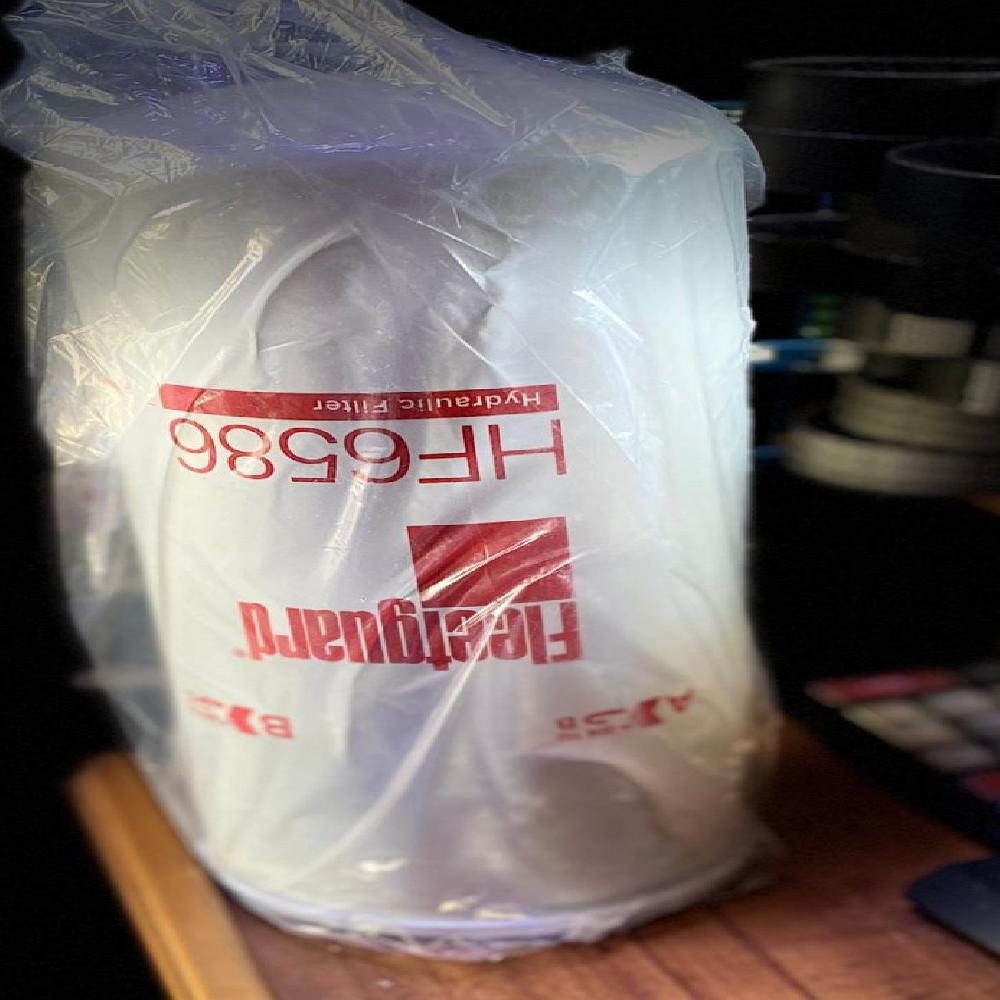 A B
Fleetguard®
HF6586
Hydraulic Filter